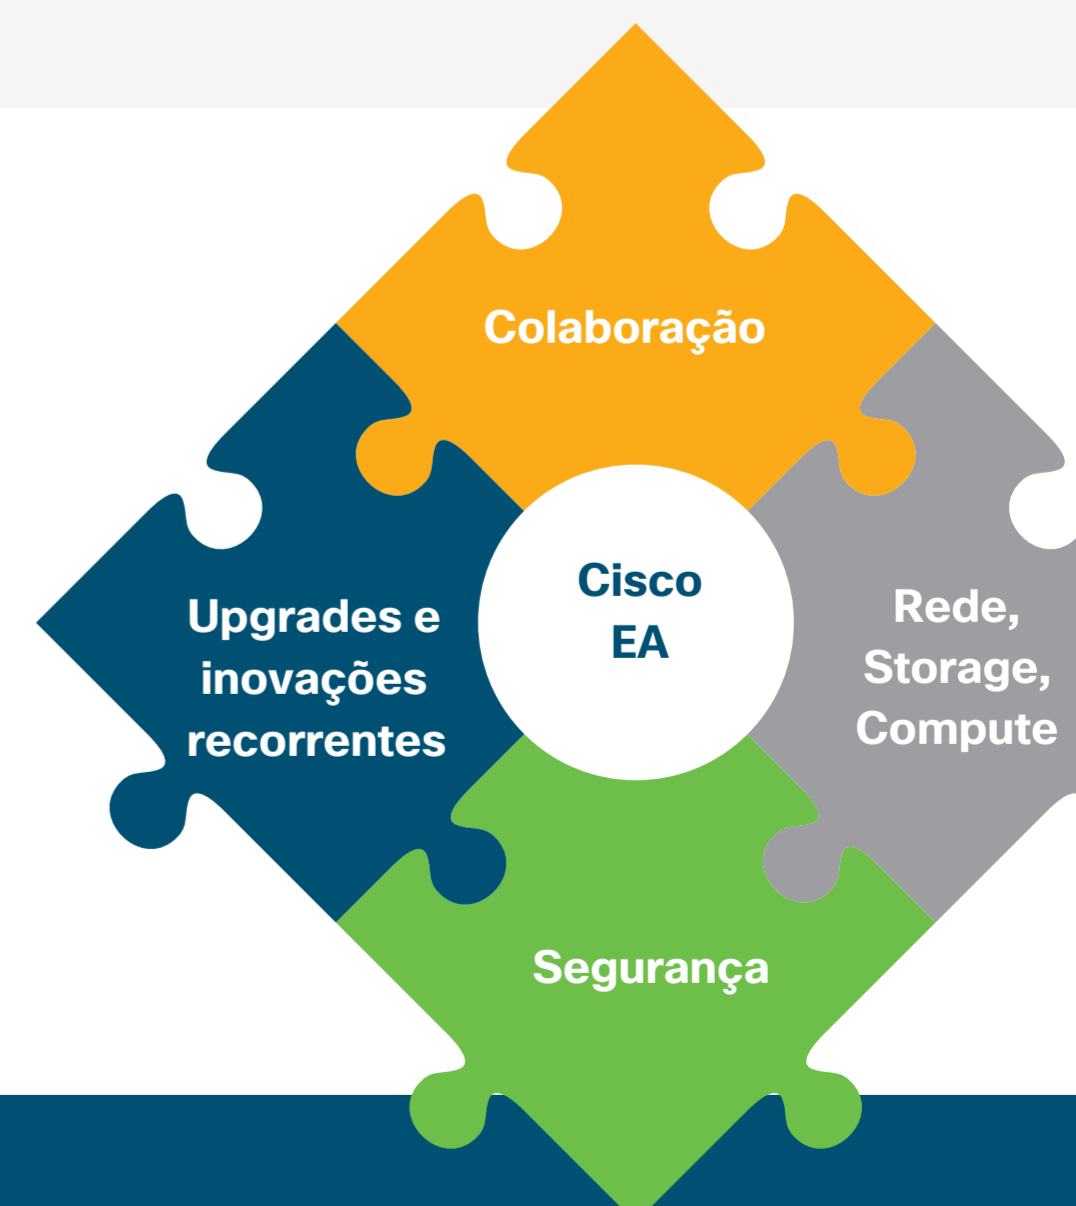 Colaboração
Cisco
EA
Upgrades e
inovações
recorrentes
Rede,
Storage,
Compute
Segurança